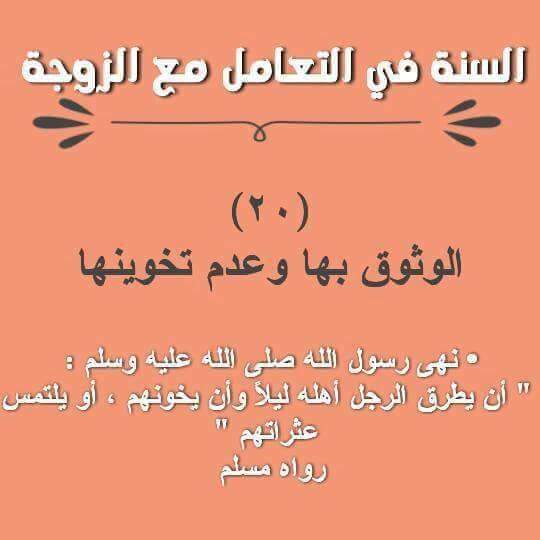 السنة في التعامل مع الزوجة
(٢٠)
الوثوق بها وعدم تخوينها
• نهى رسول الله صلى الله عليه وسلم :
" أن يطرق الرجل أهله ليلاً وأن يخونهم ، أو يلتمس
عثراتهم "
رواه مسلم